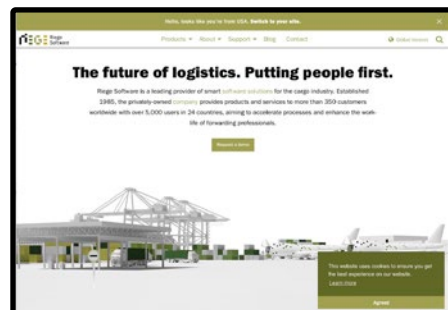 Hello, looks like you're from USA. Switch to your site.
RIEGE Riege Software
Products About Support Blog Contact
Global Version
The future of logistics. Putting people first.
Riege Software is a leading provider of smart software solutions for the cargo industry. Established
1985, the privately-owned company provides products and services to more than 350 customers
worldwide with over 5,000 users in 24 countries, aiming to accelerate processes and enhance the work-
life of forwarding professionals.
Request a demo
This website uses cookies to ensure you get
the best experience on our website.
Learn more
Agreed